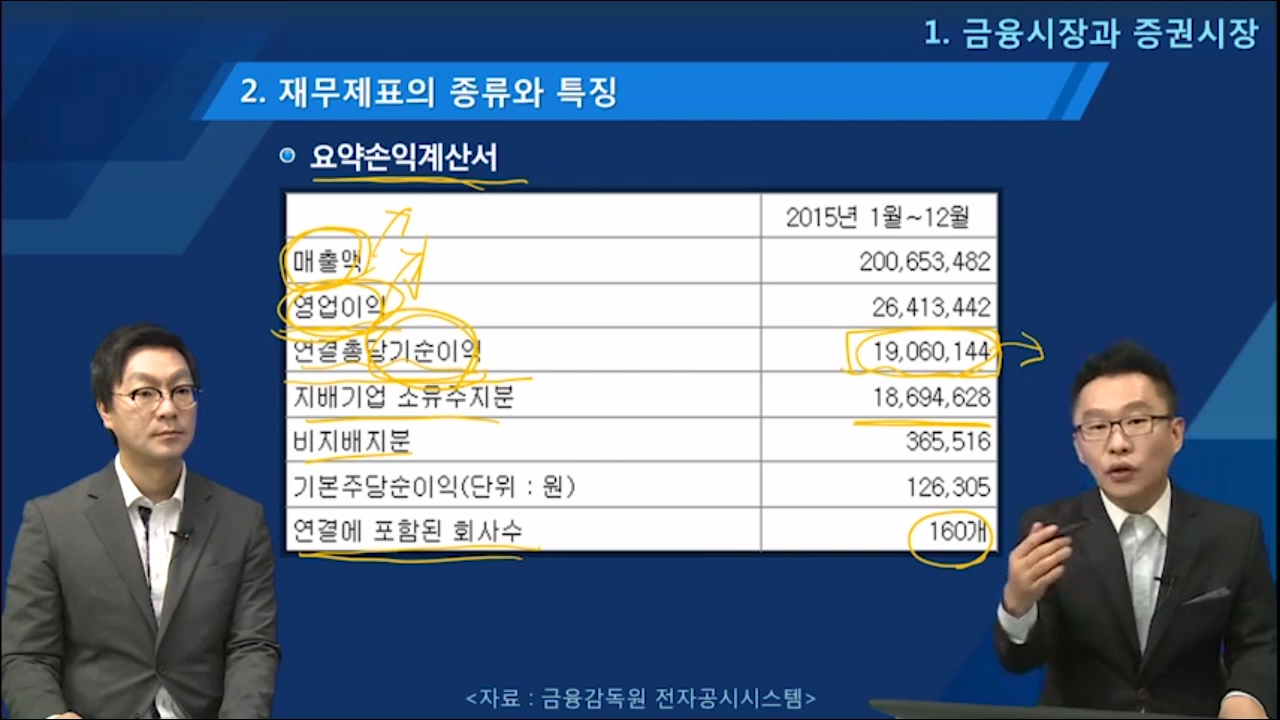 1. 금융시장과 증권시장
2. 재무제표의 종류와 특징
요약손익계산서
2015년 1월~12월
매출액 200,653,482
영업이익 26,413,442
연결총당기순이익 19,060,144
지배기업 소유주지분 18,694,628
비지배지분 365,516
기본주당순이익(단위 : 원) 126,305
연결에 포함된 회사수 160개
<자료 : 금융감독원 전자공시시스템>